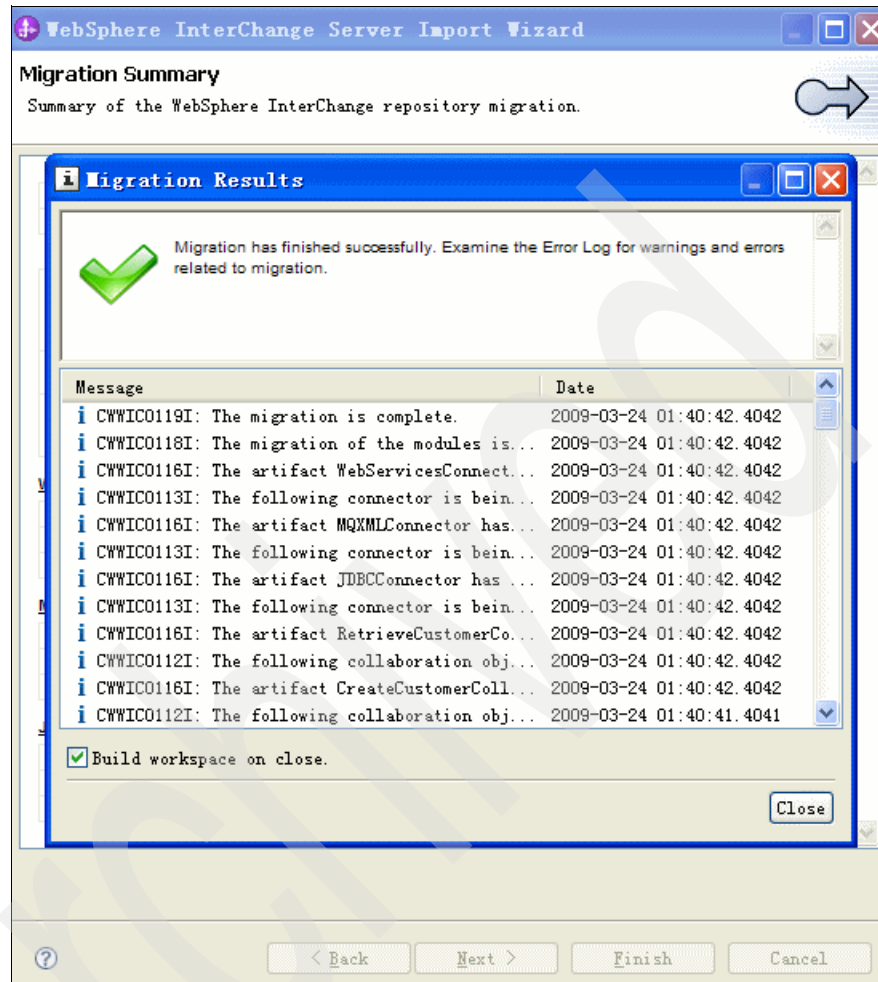 WebSphere InterChange Server Import Wizard
Migration Summary
Summary of the WebSphere InterChange repository migration.
Migration Results
Migration has finished successfully. Examine the Error Log for warnings and errors
related to migration.
Message Date
CWWIC0119I: The migration is complete. 2009-03-24 01:40:42.4042
CWWIC0118I: The migration of the modules is... 2009-03-24 01:40:42.4042
CWWIC0116I: The artifact WebServicesConnect... 2009-03-24 01:40:42.4042
CWWIC0113I: The following connector is bein... 2009-03-24 01:40:42.4042
CWWIC0116I: The artifact MQXMLConnector has... 2009-03-24 01:40:42.4042
CWWIC0113I: The following connector is bein... 2009-03-24 01:40:42.4042
CWWIC0116I: The artifact JDBCConnector has ... 2009-03-24 01:40:42.4042
CWWIC0113I: The following connector is bein... 2009-03-24 01:40:42.4042
CWWIC0116I: The artifact RetrieveCustomerCo... 2009-03-24 01:40:42.4042
CWWIC0112I: The following collaboration obj... 2009-03-24 01:40:42.4042
CWWIC0116I: The artifact CreateCustomerColl... 2009-03-24 01:40:42.4042
CWWIC0112I: The following collaboration obj... 2009-03-24 01:40:41.4041
Build workspace on close.
Close
< Back Next > Finish Cancel